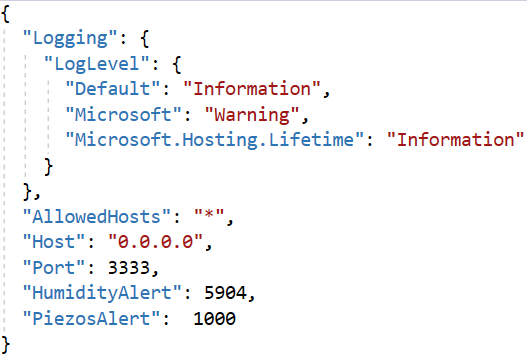 {
  "Logging": {
    "LogLevel": {
      "Default": "Information",
      "Microsoft": "Warning",
      "Microsoft.Hosting.Lifetime": "Information"
    }
  },
  "AllowedHosts": "*",
  "Host": "0.0.0.0",
  "Port": 3333,
  "HumidityAlert": 5904,
  "PiezosAlert":  1000
}